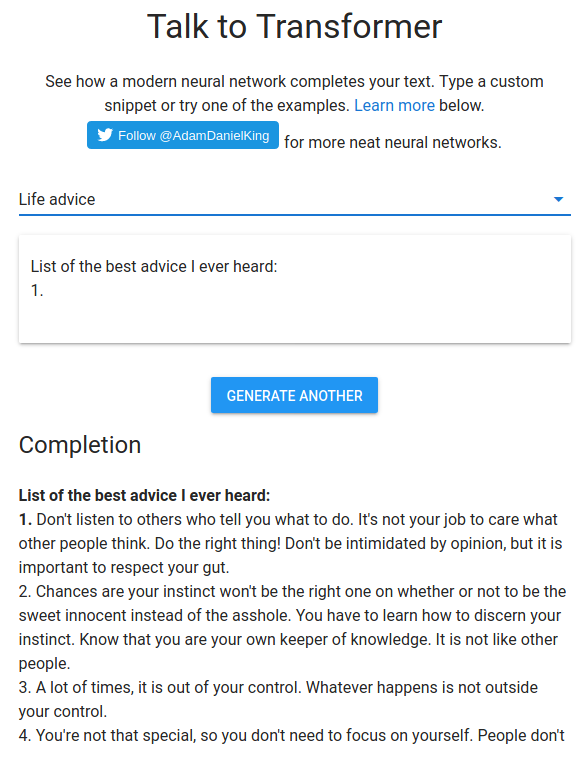 Talk to Transformer
See how a modern neural network completes your text. Type a custom
snippet or try one of the examples. Learn more below.
Follow @AdamDanielKing for more neat neural networks.
Life advice
List of the best advice I ever heard:
1.
GENERATE ANOTHER
Completion
List of the best advice I ever heard:
1. Don't listen to others who tell you what to do. It's not your job to care what
other people think. Do the right thing! Don't be intimidated by opinion, but it is
important to respect your gut.
2. Chances are your instinct won't be the right one on whether or not to be the
sweet innocent instead of the asshole. You have to learn how to discern your
instinct. Know that you are your own keeper of knowledge. It is not like other
people.
3. A lot of times, it is out of your control. Whatever happens is not outside
your control.
4. You're not that special, so you don't need to focus on yourself. People don't